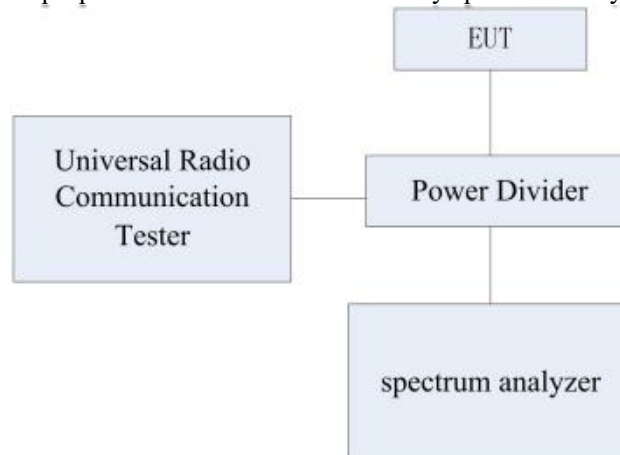 EUT
Universal Radio
Communication
Tester
Power Divider
spectrum analyzer